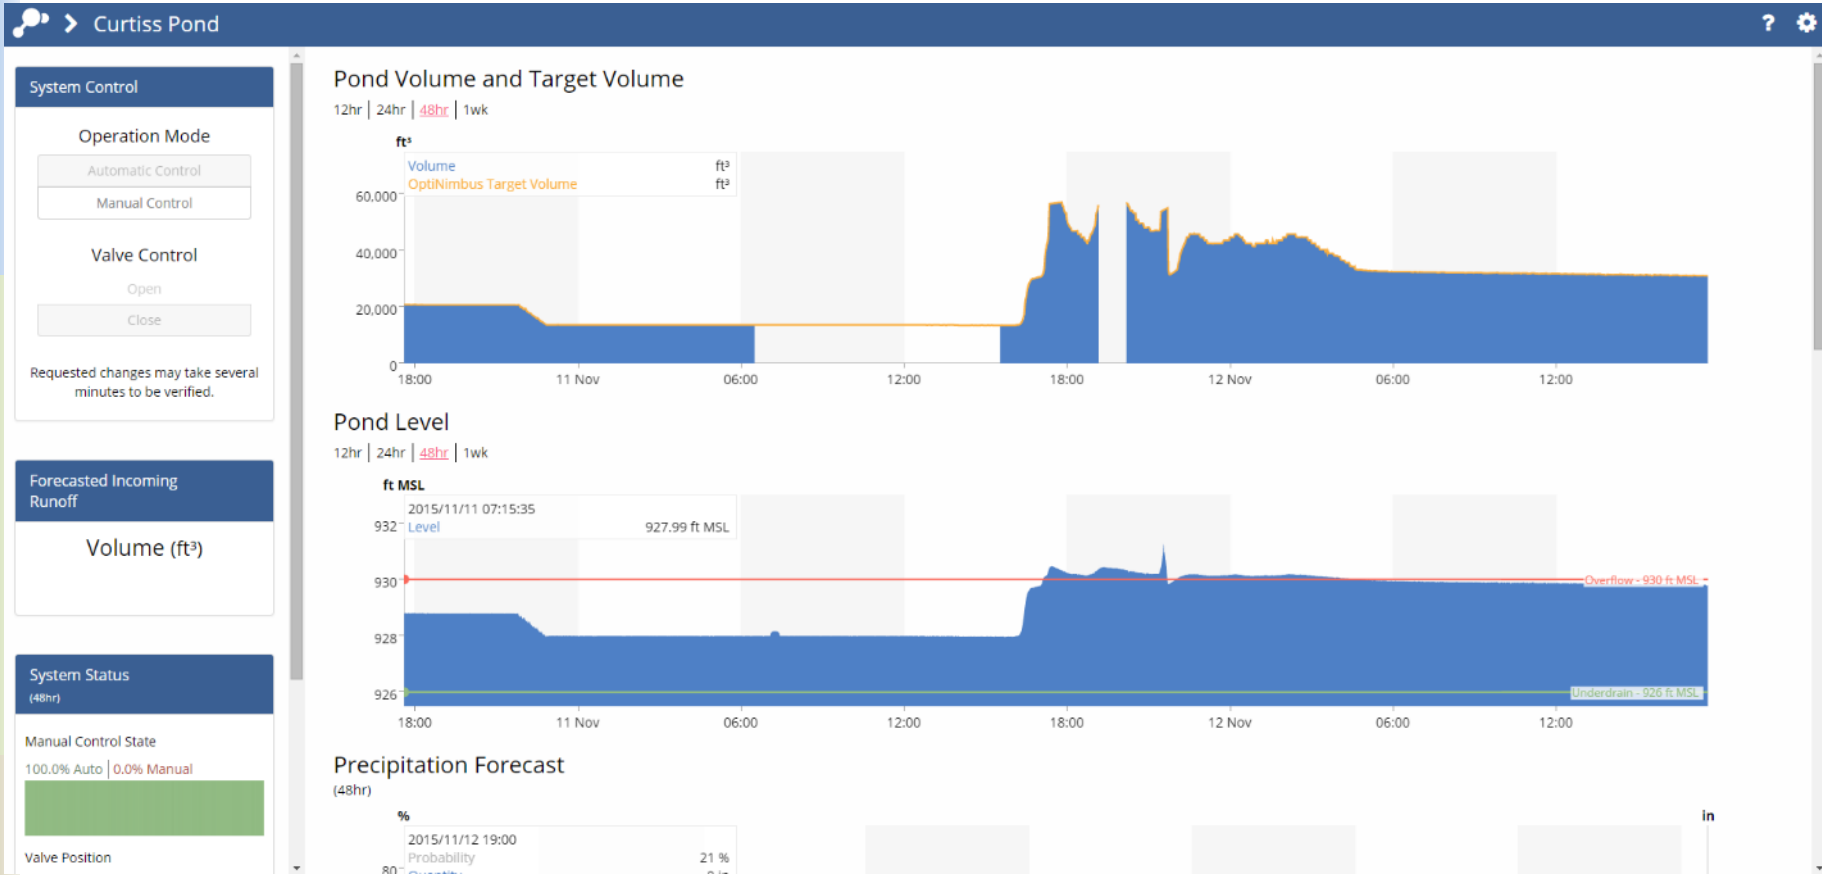 Curtiss Pond
?
System Control
Operation Mode
Automatic Control
Manual Control
Valve Control
Open
Close
Requested changes may take several
minutes to be verified.
Forecasted Incoming
Runoff
Volume (ft³)
System Status
(48hr)
Manual Control State
100.0% Auto | 0.0% Manual
Valve Position
Pond Volume and Target Volume
12hr | 24hr | 48hr | 1wk
ft³
Volume ft³
OptiNimbus Target Volume ft³
60,000
40,000
20,000
0
18:00 11 Nov 06:00 12:00 18:00 12 Nov 06:00 12:00
Pond Level
12hr | 24hr | 48hr | 1wk
ft MSL
2015/11/11 07:15:35
932 Level 927.99 ft MSL
930 Overflow - 930 ft MSL
928
926 Underdrain - 926 ft MSL
18:00 11 Nov 06:00 12:00 18:00 12 Nov 06:00 12:00
Precipitation Forecast
(48hr)
% in
2015/11/12 19:00
Probability 21 %
80 Quantity 0 in